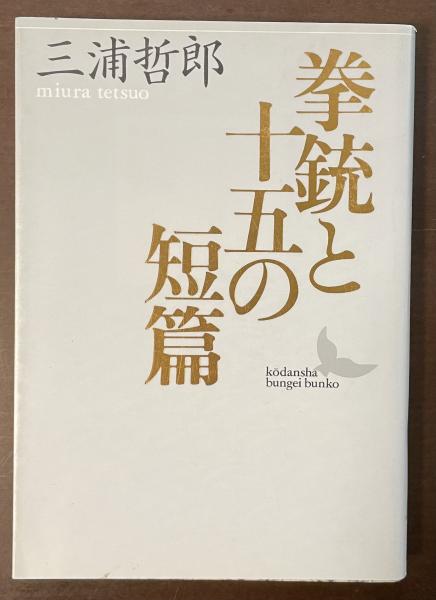 三浦哲郎
miura tetsuo
拳銃と
十五の
短篇
kōdansha
bungei bunko